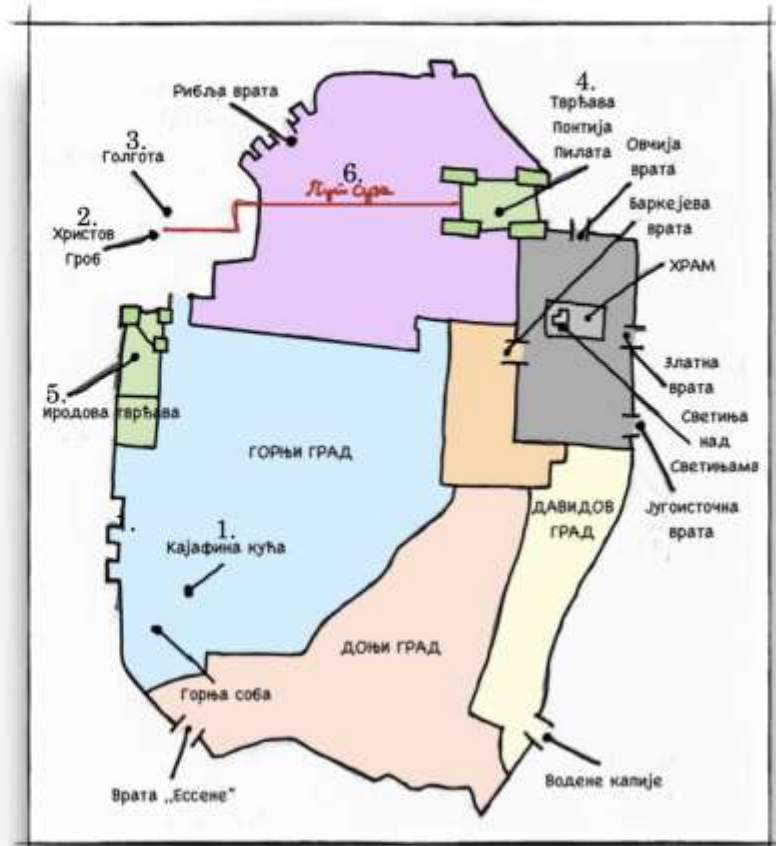 Рибља врата
3.
Голгота
2.
Христов
Гроб
6.
Пут Суза
4.
Тврђава
Понтија
Пилата
Овчија
врата
Баркејева
врата
ХРАМ
Златна
врата
Светиња
над
Светињама
Југоисточна
врата
5.
иродова тврђава
ГОРЊИ ГРАД
1.
Кајафина кућа
Горња соба
ДАВИДОВ
ГРАД
ДОЊИ ГРАД
Врата „Ессене"
Водене капије